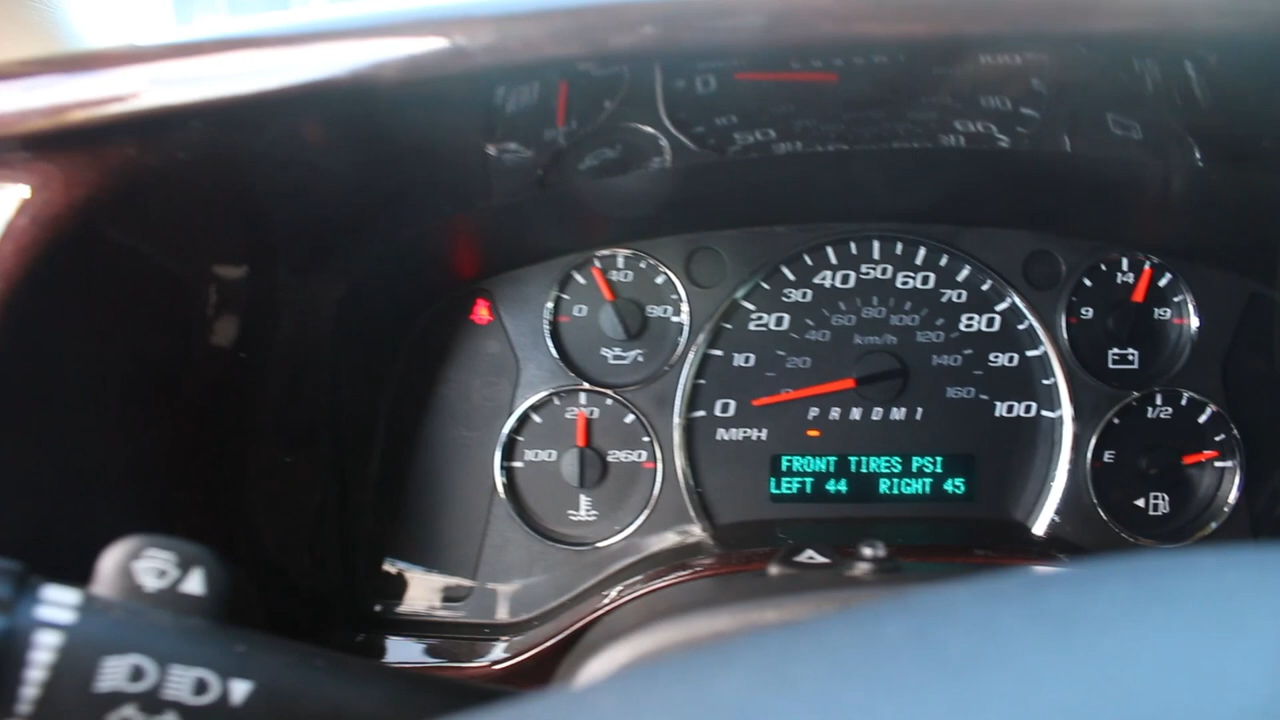 40
0 80
100 210 260
0 10 20 30 40 50 60 70 80 90 100
20 40 60 80 100 120 140 160
km/h
MPH
P R N D M 1
FRONT TIRES PSI
LEFT 44 RIGHT 45
9 14 19
E 1/2